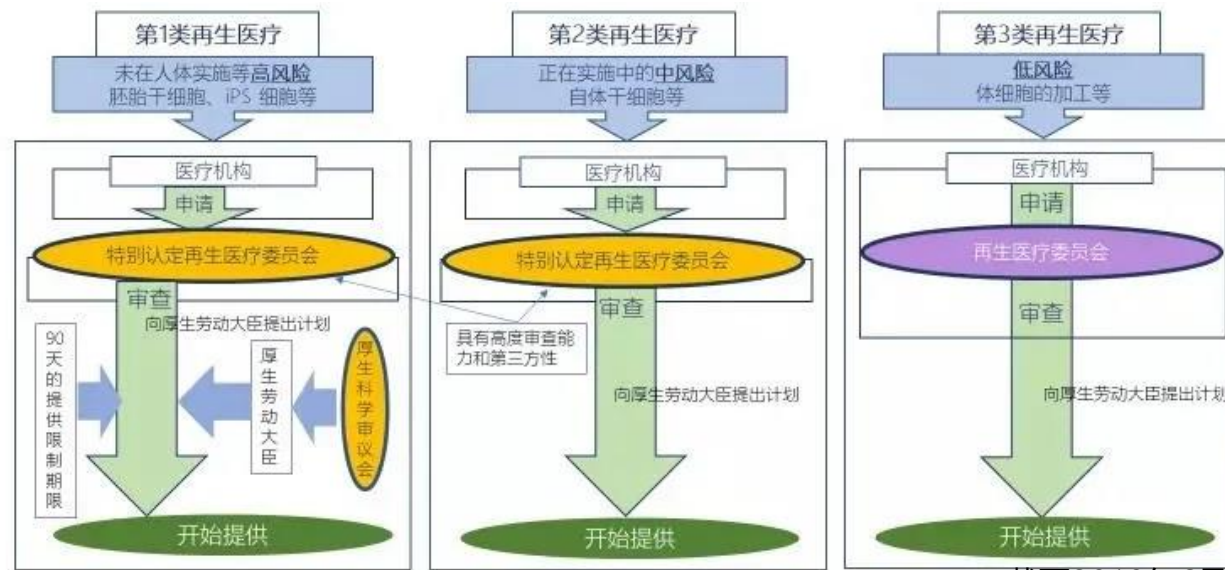 第1类再生医疗
未在人体实施等高风险
胚胎干细胞、iPS 细胞等
医疗机构
申请
特别认定再生医疗委员会
审查
向厚生劳动大臣提出计划
90天的提供限制期限
厚生劳动大臣
厚生科学审议会
开始提供
第2类再生医疗
正在实施中的中风险
自体干细胞等
医疗机构
申请
特别认定再生医疗委员会
审查
具有高度审查能
力和第三方性
向厚生劳动大臣提出计划
开始提供
第3类再生医疗
低风险
体细胞的加工等
医疗机构
申请
再生医疗委员会
审查
向厚生劳动大臣提出计划
开始提供